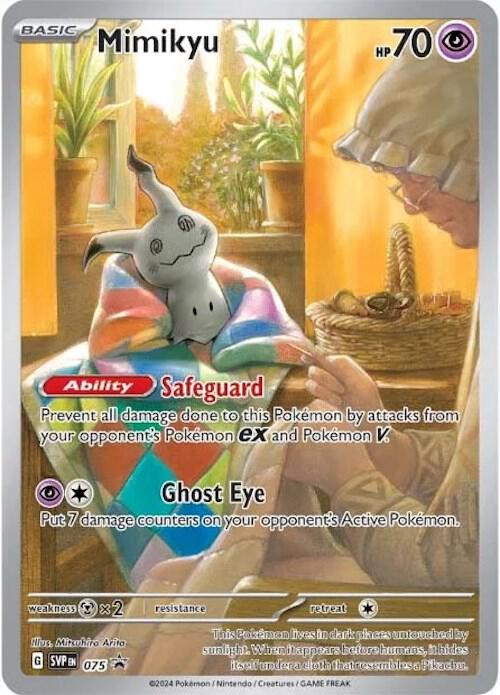 BASIC Mimikyu HP 70
Ability Safeguard
Prevent all damage done to this Pokémon by attacks from
your opponent's Pokémon ex and Pokémon V.
Ghost Eye
Put 7 damage counters on your opponent's Active Pokémon.
weakness ×2 resistance retreat
Illus. Mitsuhiro Arita
G SVP EN 075
This Pokémon lives in dark places untouched by
sunlight. When it appears before humans, it hides
itself under a cloth that resembles a Pikachu.
©2024 Pokémon / Nintendo / Creatures / GAME FREAK